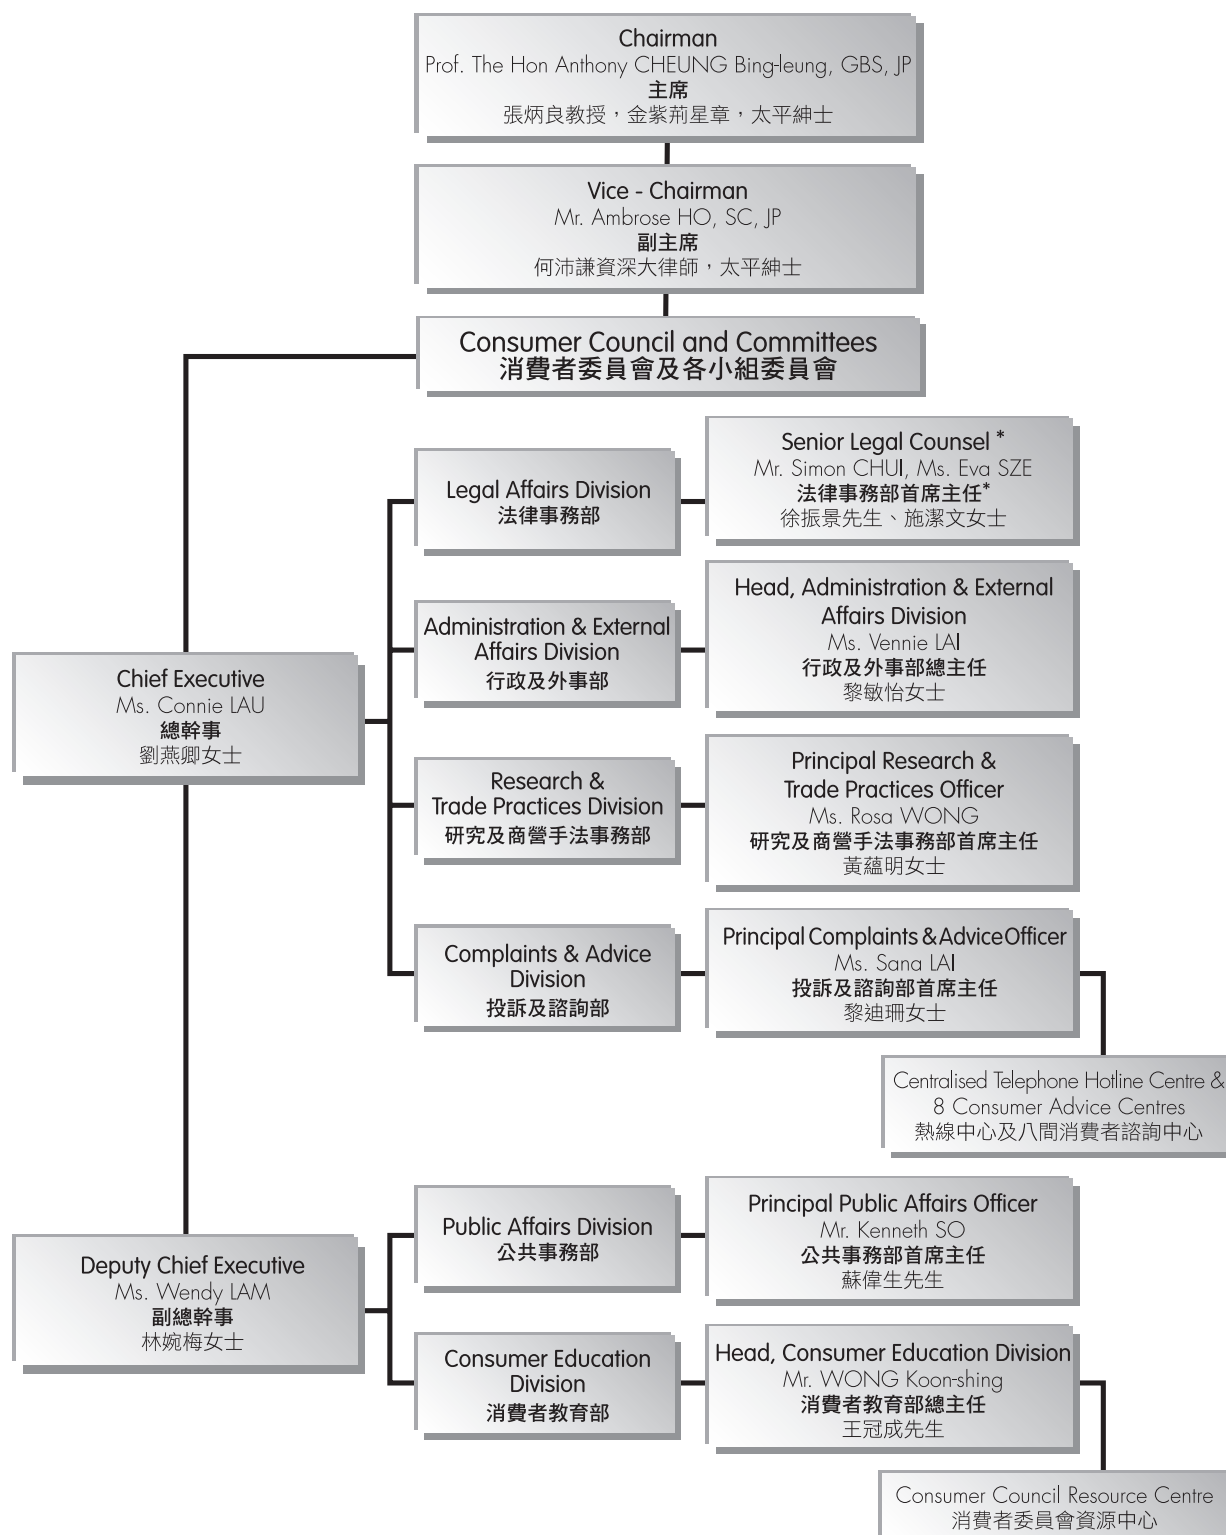 Chairman
Prof. The Hon Anthony CHEUNG Bing-leung, GBS, JP
主席
張炳良教授，金紫荊星章，太平紳士
Vice - Chairman
Mr. Ambrose HO, SC, JP
副主席
何沛謙資深大律師，太平紳士
Consumer Council and Committees
消費者委員會及各小組委員會
Legal Affairs Division
法律事務部
Senior Legal Counsel *
Mr. Simon CHUI, Ms. Eva SZE
法律事務部首席主任*
徐振景先生、施潔文女士
Administration & External
Affairs Division
行政及外事部
Head, Administration & External
Affairs Division
Ms. Vennie LAI
行政及外事部總主任
黎敏怡女士
Chief Executive
Ms. Connie LAU
總幹事
劉燕卿女士
Research &
Trade Practices Division
研究及商營手法事務部
Principal Research &
Trade Practices Officer
Ms. Rosa WONG
研究及商營手法事務部首席主任
黃蘊明女士
Complaints & Advice
Division
投訴及諮詢部
Principal Complaints & Advice Officer
Ms. Sana LAI
投訴及諮詢部首席主任
黎迪珊女士
Centralised Telephone Hotline Centre &
8 Consumer Advice Centres
熱線中心及八間消費者諮詢中心
Public Affairs Division
公共事務部
Principal Public Affairs Officer
Mr. Kenneth SO
公共事務部首席主任
蘇偉生先生
Deputy Chief Executive
Ms. Wendy LAM
副總幹事
林婉梅女士
Consumer Education
Division
消費者教育部
Head, Consumer Education Division
Mr. WONG Koon-shing
消費者教育部總主任
王冠成先生
Consumer Council Resource Centre
消費者委員會資源中心